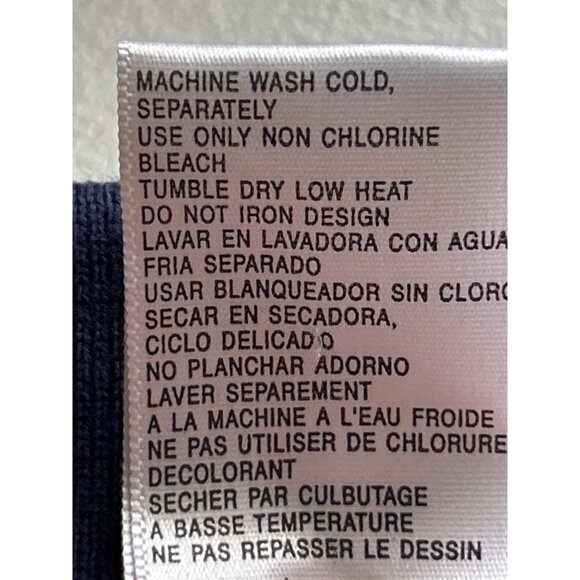 MACHINE WASH COLD,
SEPARATELY
USE ONLY NON CHLORINE
BLEACH
TUMBLE DRY LOW HEAT
DO NOT IRON DESIGN
LAVAR EN LAVADORA CON AGUA
FRIA SEPARADO
USAR BLANQUEADOR SIN CLORO
SECAR EN SECADORA,
CICLO DELICADO
NO PLANCHAR ADORNO
LAVER SEPAREMENT
A LA MACHINE A L'EAU FROIDE
NE PAS UTILISER DE CHLORURE
DECOLORANT
SECHER PAR CULBUTAGE
A BASSE TEMPERATURE
NE PAS REPASSER LE DESSIN